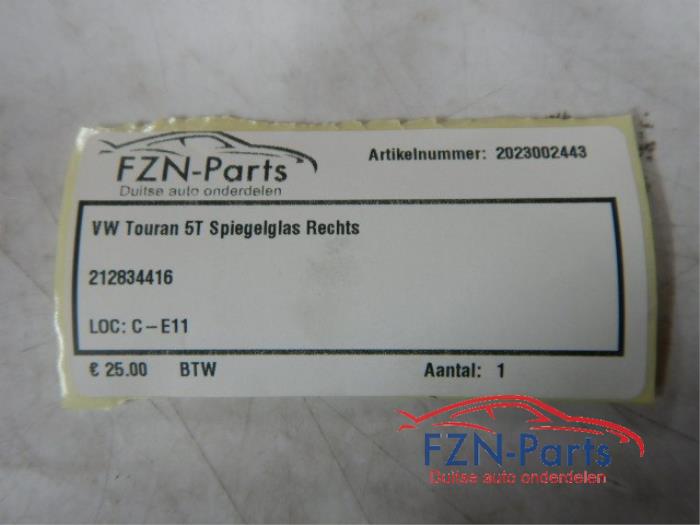 FZN-Parts
Duitse auto onderdelen
Artikelnummer: 2023002443
VW Touran 5T Spiegelglas Rechts
212834416
LOC: C-E11
€ 25.00 BTW Aantal: 1
FZN-Parts
Duitse auto onderdelen